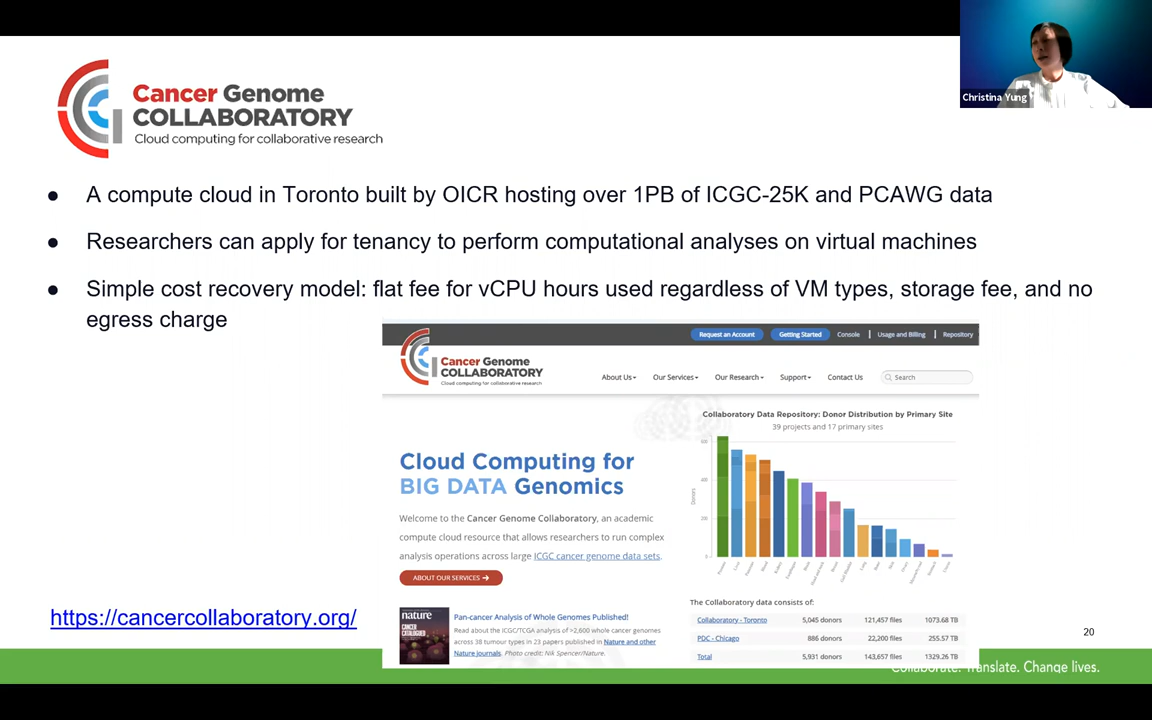 Christina Yung
Cancer Genome
COLLABORATORY
Cloud computing for collaborative research
● A compute cloud in Toronto built by OICR hosting over 1PB of ICGC-25K and PCAWG data
● Researchers can apply for tenancy to perform computational analyses on virtual machines
● Simple cost recovery model: flat fee for vCPU hours used regardless of VM types, storage fee, and no
egress charge
Request an Account Getting Started Console | Usage and Billing | Repository
Cancer Genome
COLLABORATORY
Cloud computing for collaborative research
About Us Our Services Our Research Support Contact Us Search
Cloud Computing for
BIG DATA Genomics
Welcome to the Cancer Genome Collaboratory, an academic
compute cloud resource that allows researchers to run complex
analysis operations across large ICGC cancer genome data sets.
ABOUT OUR SERVICES →
Collaboratory Data Repository: Donor Distribution by Primary Site
39 projects and 17 primary sites
Donors
600
400
200
0
nature
CANCER
CATALOGUED
Pan-cancer Analysis of Whole Genomes Published!
Read about the ICGC/TCGA analysis of >2,600 whole cancer genomes
across 38 tumour types in 23 papers published in Nature and other
Nature journals. Photo credit: Nik Spencer/Nature.
The Collaboratory data consists of:
Collaboratory - Toronto 5,045 donors 121,457 files 1073.68 TB
PDC - Chicago 886 donors 22,200 files 255.57 TB
Total 5,931 donors 143,657 files 1329.26 TB
https://cancercollaboratory.org/
20
Collaborate. Translate. Change lives.